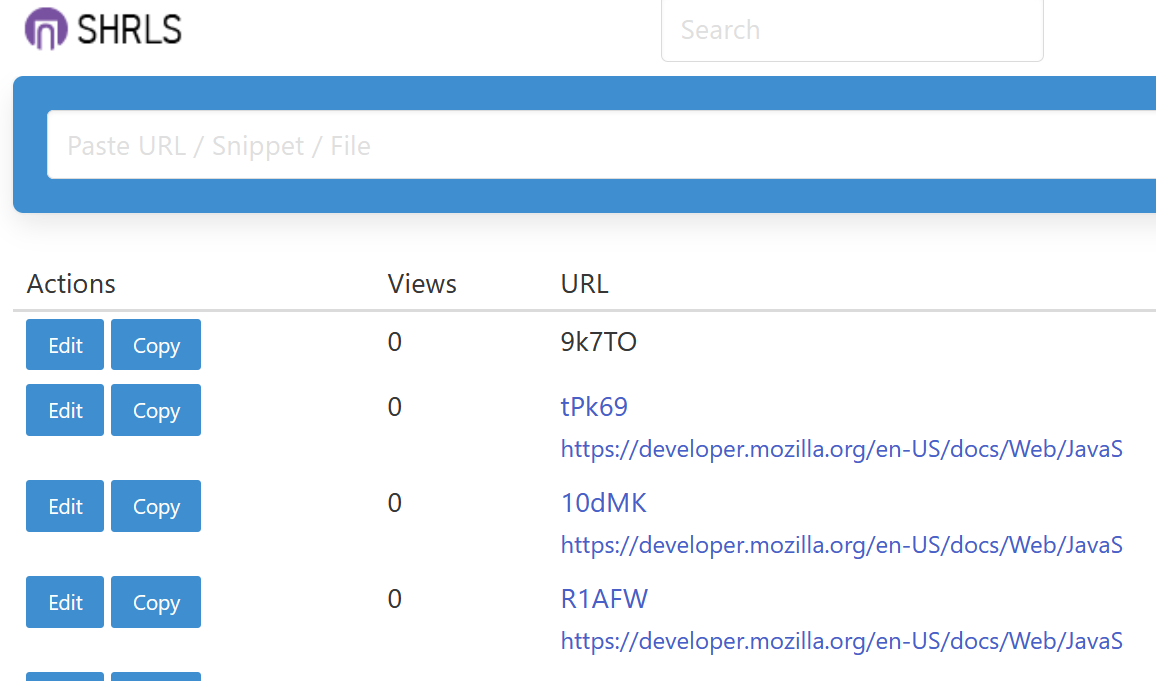 SHRLS
Search
Paste URL / Snippet / File
Actions Views URL
Edit Copy 0 9k7TO
Edit Copy 0 tPk69
https://developer.mozilla.org/en-US/docs/Web/JavaS
Edit Copy 0 10dMK
https://developer.mozilla.org/en-US/docs/Web/JavaS
Edit Copy 0 R1AFW
https://developer.mozilla.org/en-US/docs/Web/JavaS